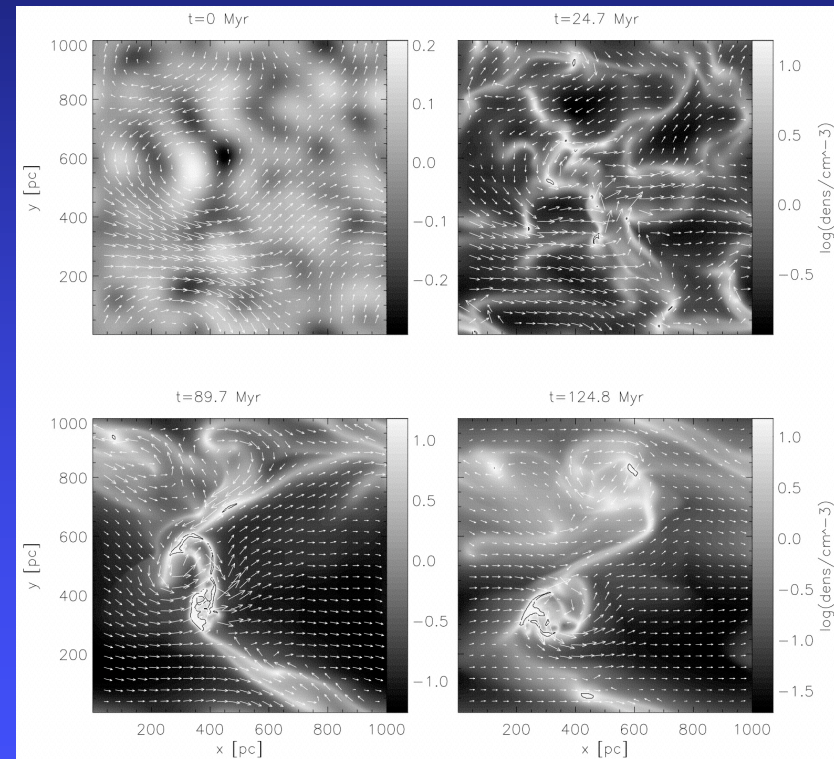 t=0 Myr
t=24.7 Myr
1000
800
600
400
200
y [pc]
0.2
0.1
0.0
−0.1
−0.2
1.0
0.5
0.0
−0.5
log(dens/cm^−3)
t=89.7 Myr
t=124.8 Myr
1000
800
600
400
200
y [pc]
1.0
0.5
0.0
−0.5
−1.0
1.0
0.5
0.0
−0.5
−1.0
−1.5
log(dens/cm^−3)
200 400 600 800 1000
x [pc]
200 400 600 800 1000
x [pc]